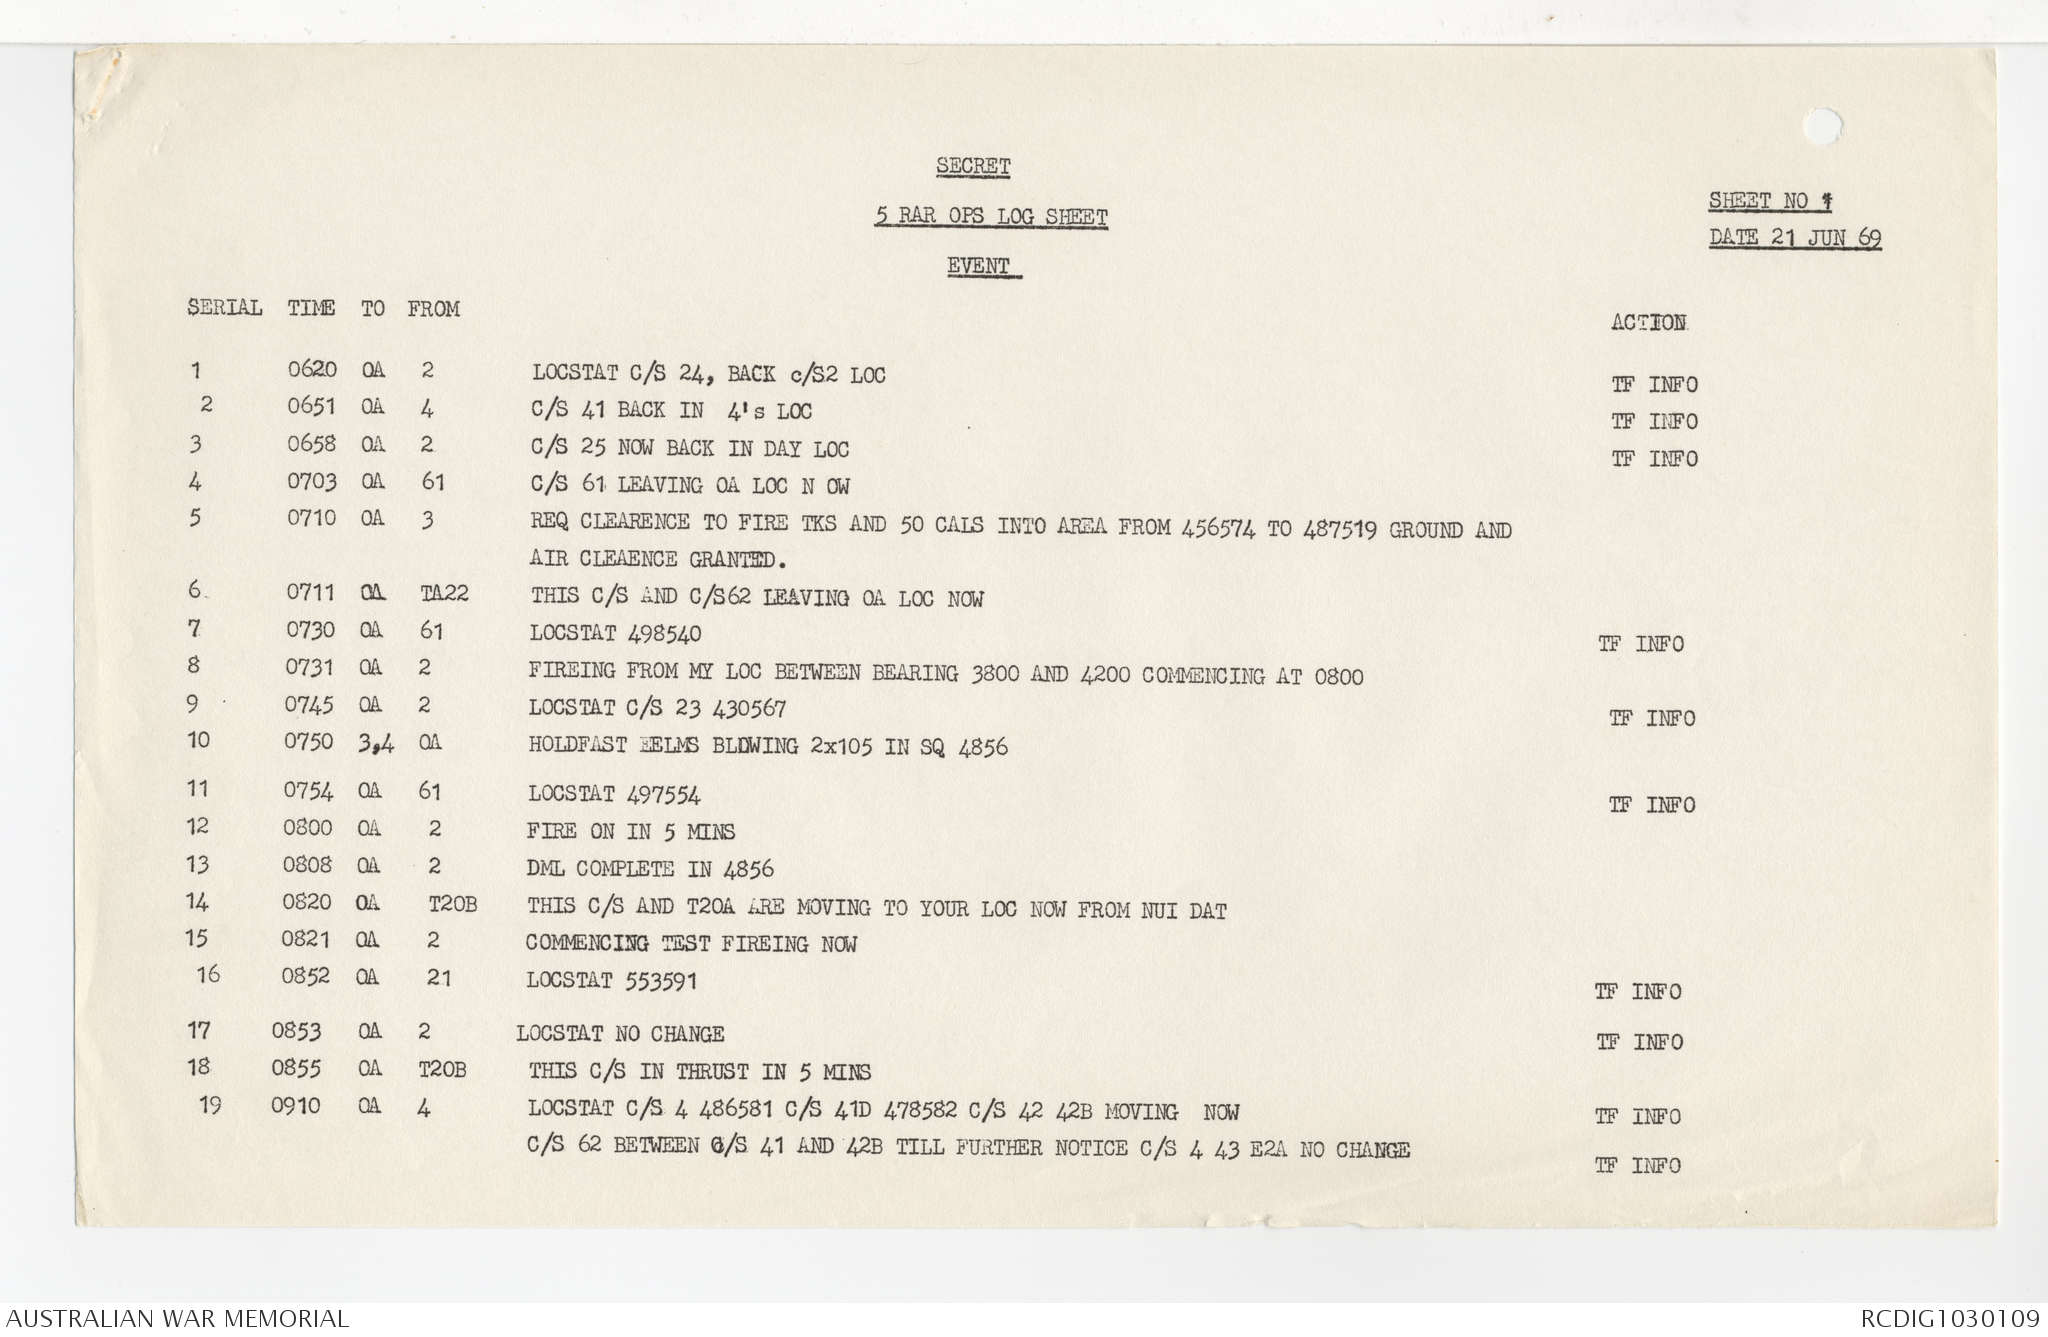 SECRET
5 RAR OPS LOG SHEET
SHEET NO 1
DATE 21 JUN 69
EVENT
SERIAL TIME TO FROM ACTION
1 0620 OA 2 LOCSTAT C/S 24, BACK c/S2 LOC TF INFO
2 0651 OA 4 C/S 41 BACK IN 4's LOC TF INFO
3 0658 OA 2 C/S 25 NOW BACK IN DAY LOC TF INFO
4 0703 OA 61 C/S 61 LEAVING OA LOC N OW
5 0710 OA 3 REQ CLEARENCE TO FIRE TKS AND 50 CALS INTO AREA FROM 456574 TO 487519 GROUND AND
AIR CLEAENCE GRANTED.
6 0711 OA TA22 THIS C/S AND C/S62 LEAVING OA LOC NOW
7 0730 OA 61 LOCSTAT 498540 TF INFO
8 0731 OA 2 FIREING FROM MY LOC BETWEEN BEARING 3800 AND 4200 COMMENCING AT 0800
9 0745 OA 2 LOCSTAT C/S 23 430567 TF INFO
10 0750 3,4 OA HOLDFAST EELMS BLOWING 2x105 IN SQ 4856
11 0754 OA 61 LOCSTAT 497554 TF INFO
12 0800 OA 2 FIRE ON IN 5 MINS
13 0808 OA 2 DML COMPLETE IN 4856
14 0820 OA T20B THIS C/S AND T20A ARE MOVING TO YOUR LOC NOW FROM NUI DAT
15 0821 OA 2 COMMENCING TEST FIREING NOW
16 0852 OA 21 LOCSTAT 553591 TF INFO
17 0853 OA 2 LOCSTAT NO CHANGE TF INFO
18 0855 OA T20B THIS C/S IN THRUST IN 5 MINS
19 0910 OA 4 LOCSTAT C/S 4 486581 C/S 41D 478582 C/S 42 42B MOVING NOW TF INFO
C/S 62 BETWEEN C/S 41 AND 42B TILL FURTHER NOTICE C/S 4 43 E2A NO CHANGE TF INFO
AUSTRALIAN WAR MEMORIAL RCDIG1030109